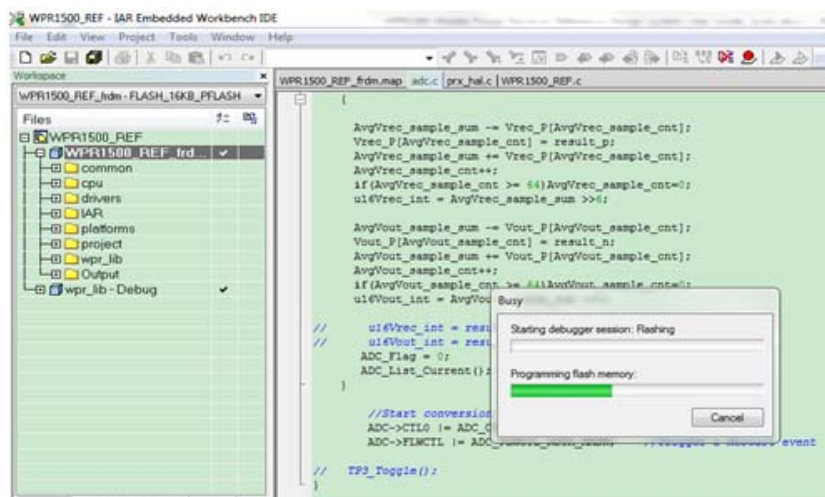 WPR1500_REF - IAR Embedded Workbench IDE
File Edit View Project Tools Window Help
Workspace
WPR1500_REF_frdm - FLASH_16KB_PFLASH
Files
WPR1500_REF
WPR1500_REF_frd...
common
cpu
drivers
IAR
platforms
project
wpr_lib
Output
wpr_lib - Debug
WPR1500_REF_frdm.map adc.c prx_hal.c WPR1500_REF.c
{
AvgVrec_sample_sum -= Vrec_P[AvgVrec_sample_cnt];
Vrec_P[AvgVrec_sample_cnt] = result_p;
AvgVrec_sample_sum += Vrec_P[AvgVrec_sample_cnt];
AvgVrec_sample_cnt++;
if(AvgVrec_sample_cnt >= 64)AvgVrec_sample_cnt=0;
u16Vrec_int = AvgVrec_sample_sum >>6;
AvgVout_sample_sum -= Vout_P[AvgVout_sample_cnt];
Vout_P[AvgVout_sample_cnt] = result_n;
AvgVout_sample_sum += Vout_P[AvgVout_sample_cnt];
AvgVout_sample_cnt++;
if(AvgVout_sample_cnt >= 64)AvgVout_sample_cnt=0;
u16Vout_int = AvgVou
// u16Vrec_int = resu
// u16Vout_int = resu
ADC_Flag = 0;
ADC_List_Current();
}
//Start conversion
ADC->CTL0 |= ADC_C
ADC->FLWCTL |= event
// TP3_Toggle();
}
Busy
Starting debugger session: Flashing
Programming flash memory:
Cancel